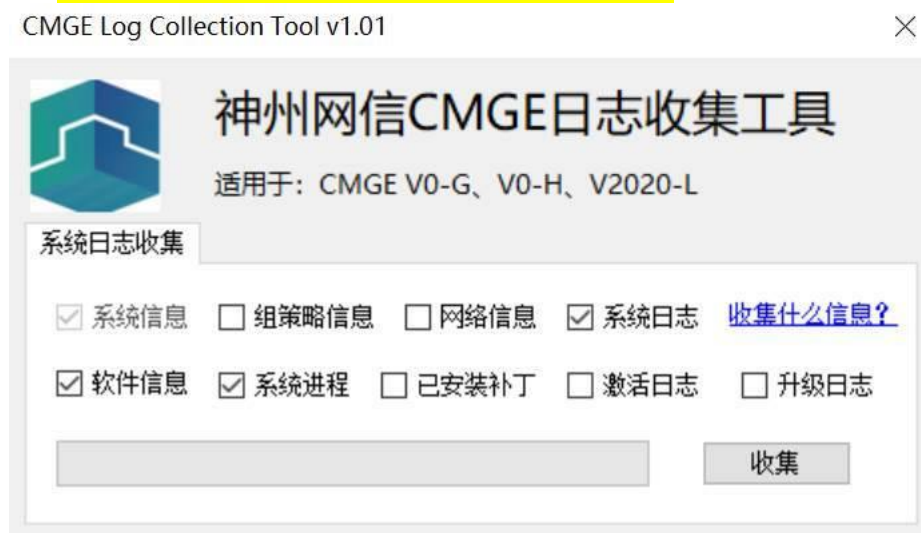 CMGE Log Collection Tool v1.01
神州网信CMGE日志收集工具
适用于：CMGE V0-G、V0-H、V2020-L
系统日志收集
系统信息 组策略信息 网络信息 系统日志 收集什么信息？
软件信息 系统进程 已安装补丁 激活日志 升级日志
收集